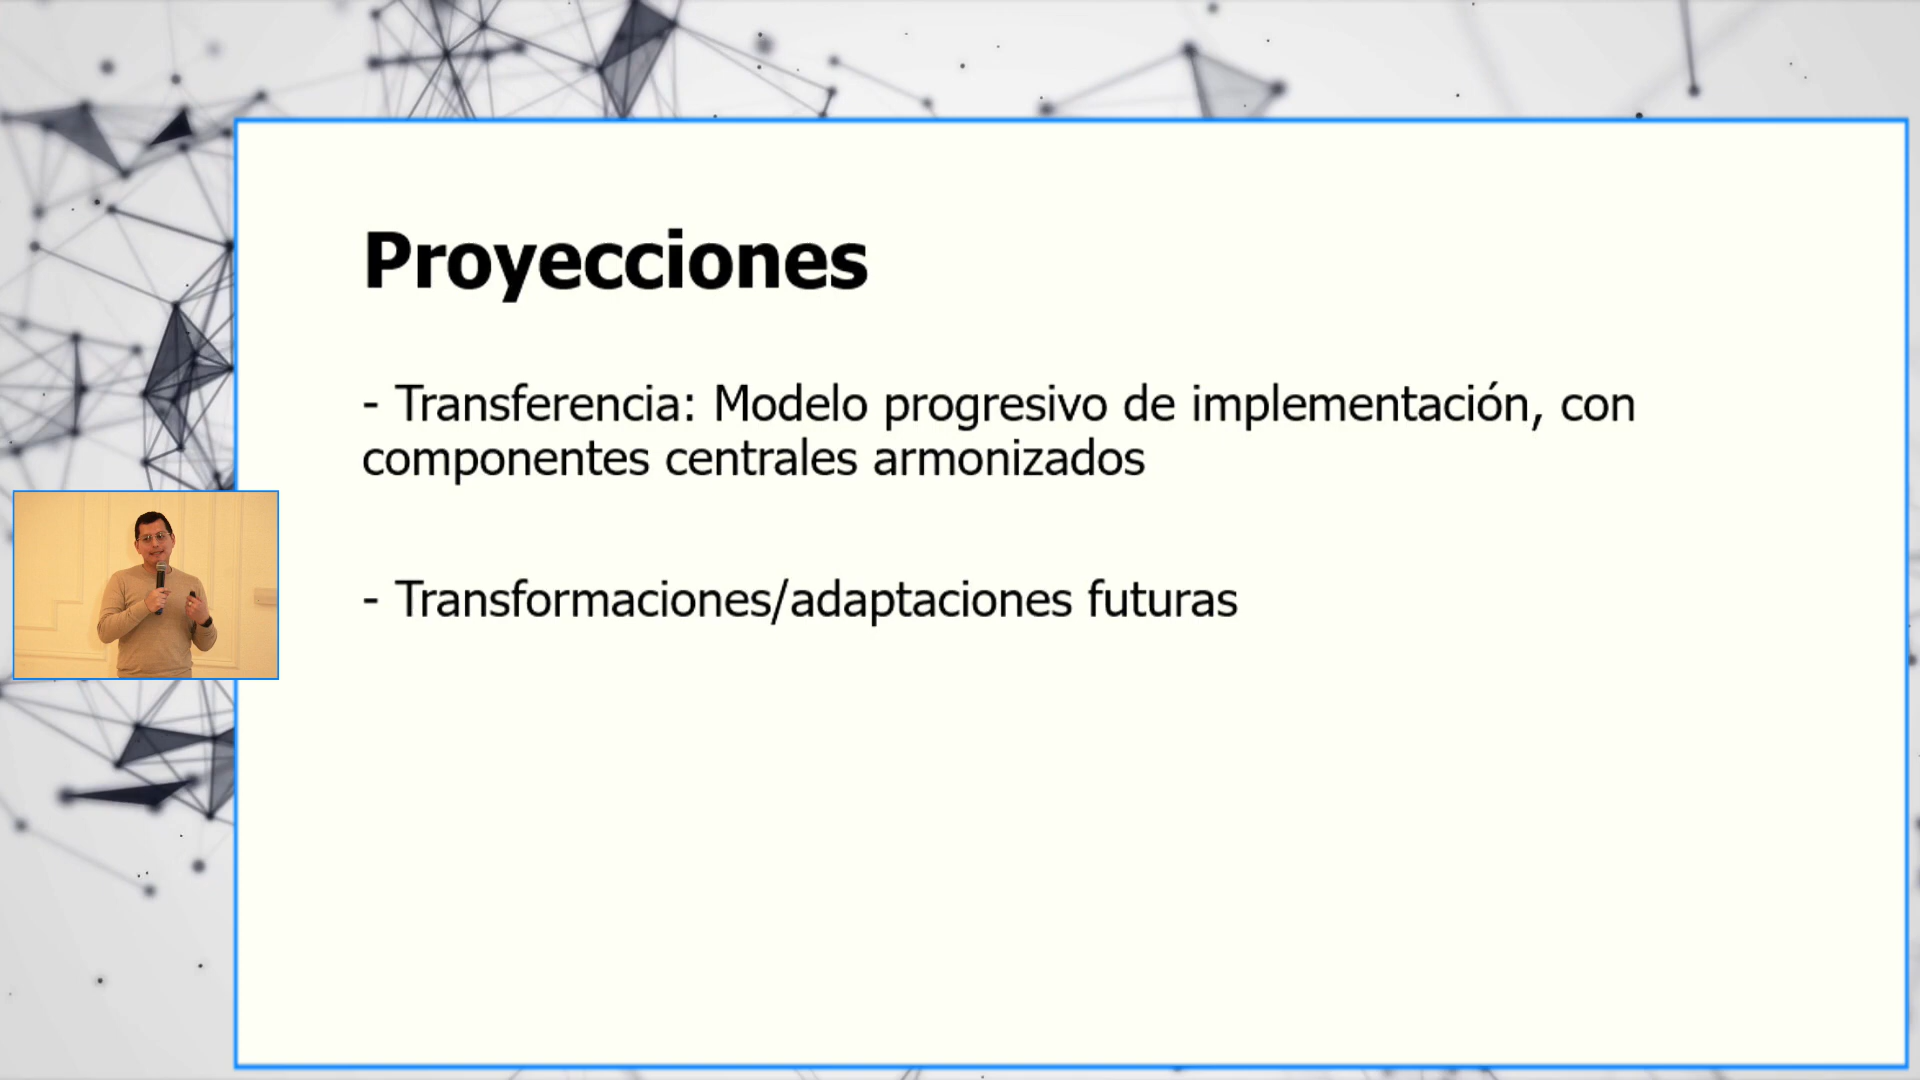 Proyecciones
- Transferencia: Modelo progresivo de implementación, con
componentes centrales armonizados
- Transformaciones/adaptaciones futuras